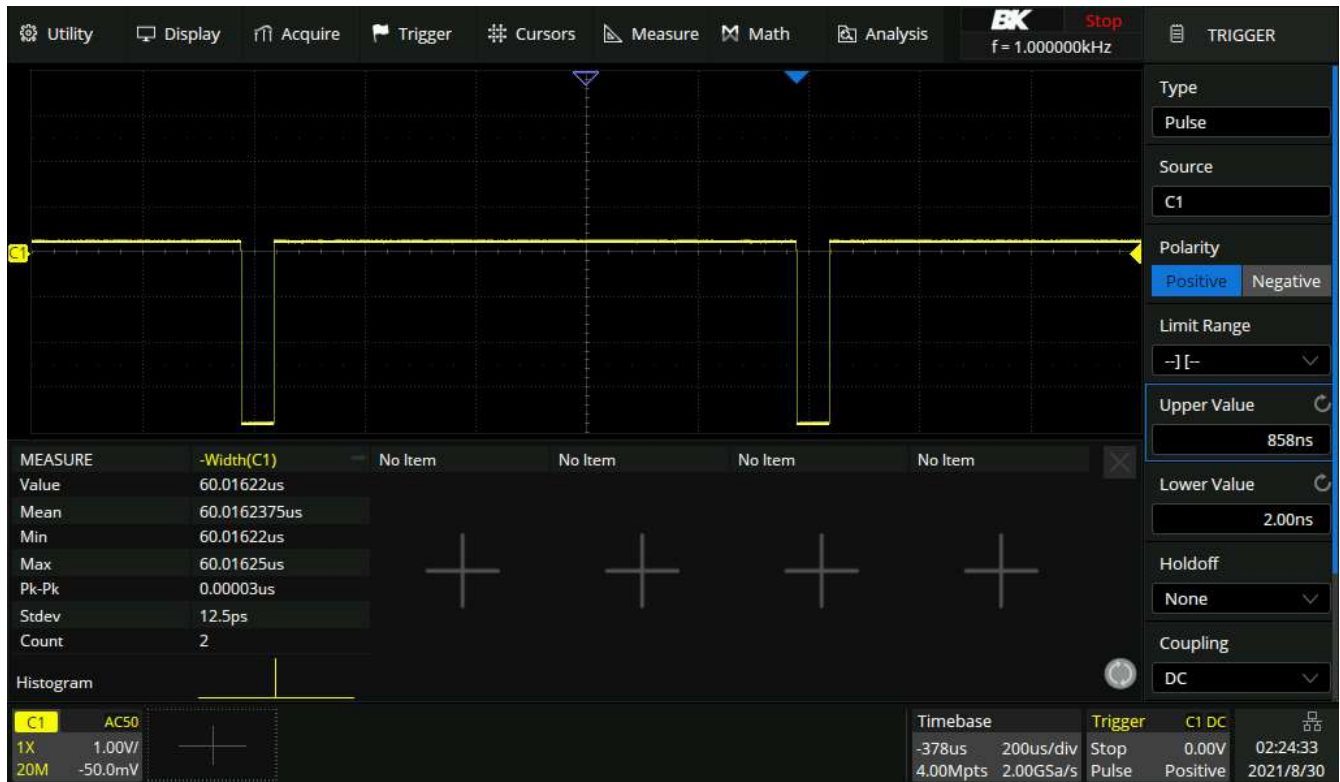 Utility Display Acquire Trigger Cursors Measure Math Analysis
BK Stop
f = 1.000000kHz
TRIGGER
Type
Pulse
Source
C1
Polarity
Positive Negative
Limit Range
--] [--
Upper Value
858ns
Lower Value
2.00ns
Holdoff
None
Coupling
DC
C1
MEASURE -Width(C1) No Item No Item No Item No Item
Value 60.01622us
Mean 60.0162375us
Min 60.01622us
Max 60.01625us
Pk-Pk 0.00003us
Stdev 12.5ps
Count 2
Histogram
C1 AC50
1X 1.00V/
20M -50.0mV
Timebase
-378us 200us/div
4.00Mpts 2.00GSa/s
Trigger C1 DC
Stop 0.00V
Pulse Positive
02:24:33
2021/8/30